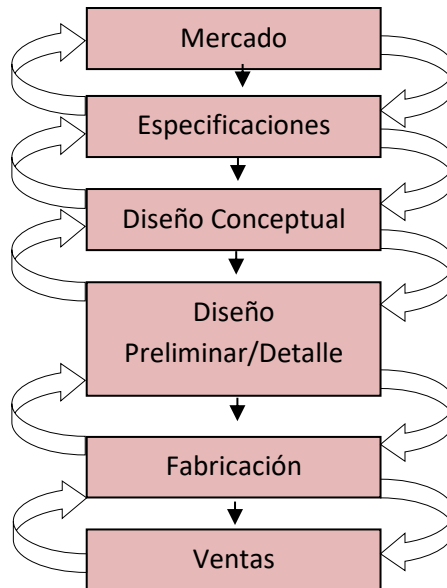 Mercado
Especificaciones
Diseño Conceptual
Diseño
Preliminar/Detalle
Fabricación
Ventas